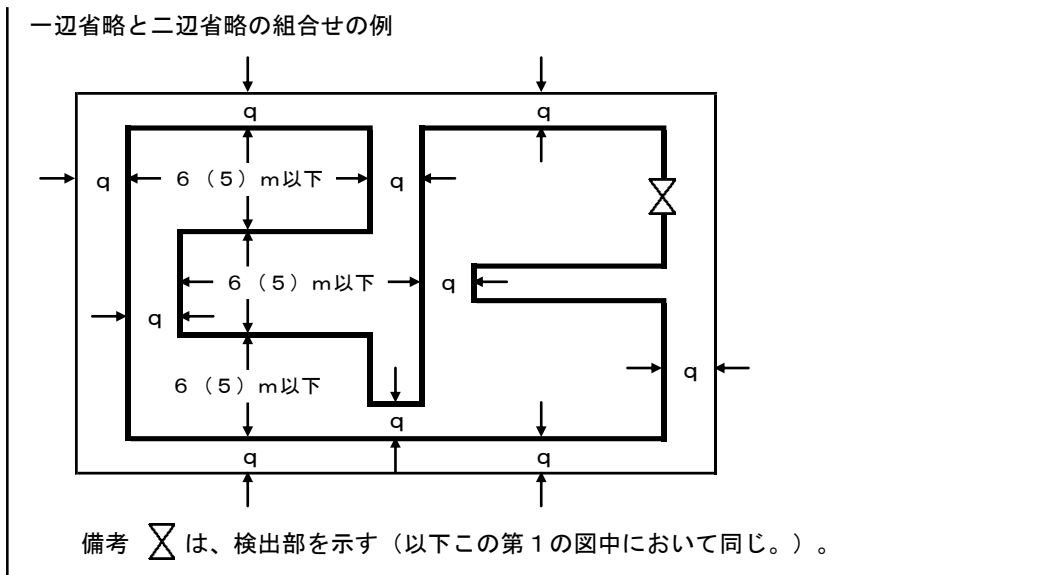 一辺省略と二辺省略の組合せの例
q
q
q
６（５）ｍ以下
q
６（５）ｍ以下
q
q
q
６（５）ｍ以下
q
q
q
備考 は、検出部を示す（以下この第１の図中において同じ。）。